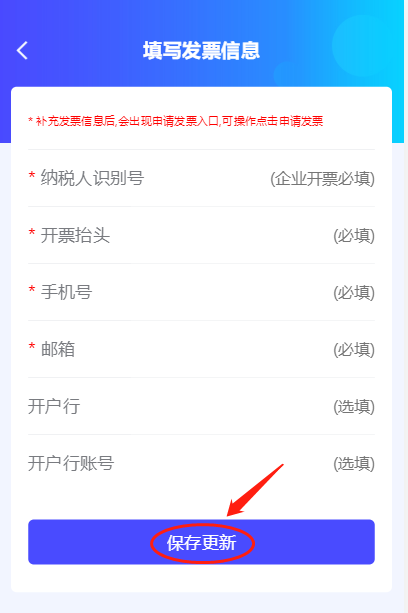 填写发票信息
* 补充发票信息后,会出现申请发票入口,可操作点击申请发票
* 纳税人识别号 (企业开票必填)
* 开票抬头 (必填)
* 手机号 (必填)
* 邮箱 (必填)
开户行 (选填)
开户行账号 (选填)
保存更新